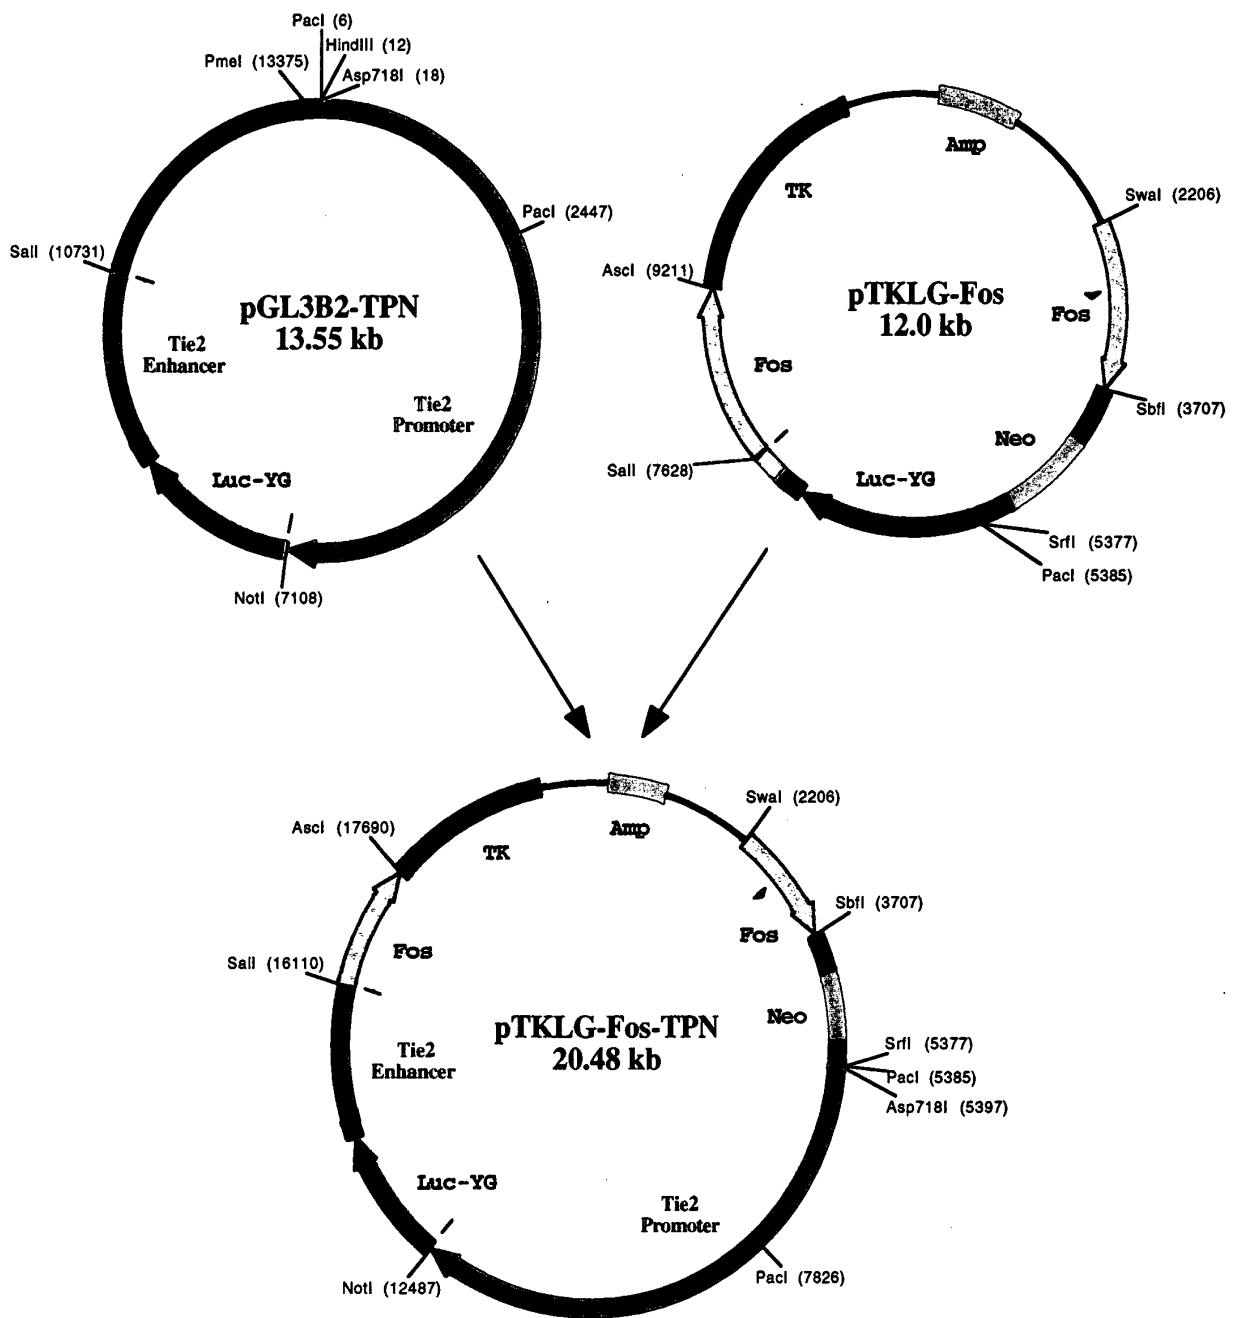 PacI (6)
HindIII (12)
PmeI (13375)
Asp718I (18)
PacI (2447)
SalI (10731)
pGL3B2-TPN
13.55 kb
Tie2
Enhancer
Tie2
Promoter
Luc-YG
NotI (7108)
Amp
TK
SwaI (2206)
AscI (9211)
pTKLG-Fos
12.0 kb
Fos
Fos
SbfI (3707)
Neo
SalI (7628)
Luc-YG
SrfI (5377)
PacI (5385)
SwaI (2206)
AscI (17690)
Amp
TK
SbfI (3707)
Fos
Fos
SalI (16110)
pTKLG-Fos-TPN
20.48 kb
Neo
SrfI (5377)
Tie2
Enhancer
PacI (5385)
Asp718I (5397)
Luc-YG
Tie2
Promoter
PacI (7826)
NotI (12487)